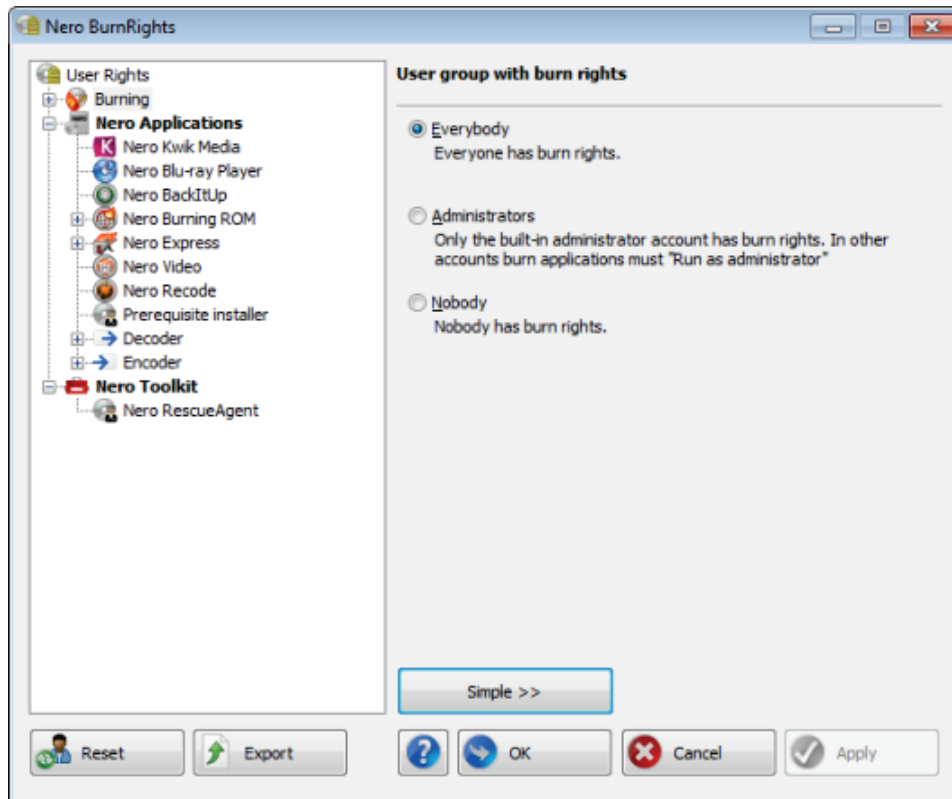 Nero BurnRights
User Rights
Burning
Nero Applications
Nero Kwik Media
Nero Blu-ray Player
Nero BackItUp
Nero Burning ROM
Nero Express
Nero Video
Nero Recode
Prerequisite installer
Decoder
Encoder
Nero Toolkit
Nero RescueAgent
User group with burn rights
Everybody
Everyone has burn rights.
Administrators
Only the built-in administrator account has burn rights. In other
accounts burn applications must "Run as administrator"
Nobody
Nobody has burn rights.
Simple >>
Reset
Export
?
OK
Cancel
Apply